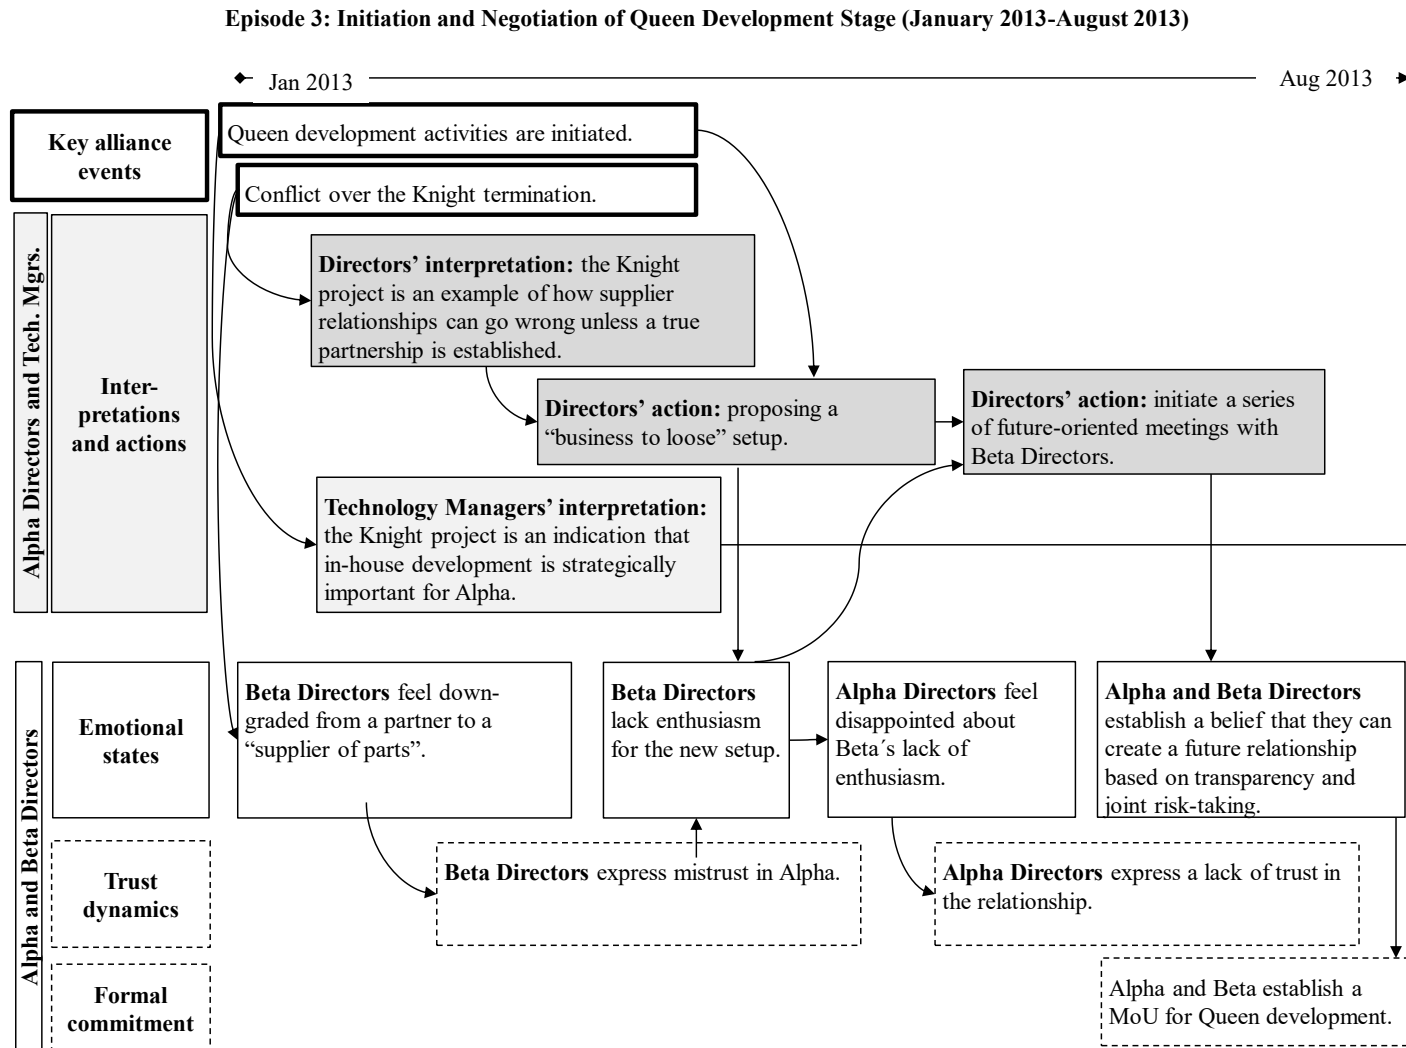 Episode 3: Initiation and Negotiation of Queen Development Stage (January 2013-August 2013)
Jan 2013
Aug 2013
Key alliance
events
Queen development activities are initiated.
Conflict over the Knight termination.
Alpha Directors and Tech. Mgrs.
Inter-
pretations
and actions
Directors’ interpretation: the Knight
project is an example of how supplier
relationships can go wrong unless a true
partnership is established.
Directors’ action: proposing a
“business to loose” setup.
Directors’ action: initiate a series
of future-oriented meetings with
Beta Directors.
Technology Managers’ interpretation:
the Knight project is an indication that
in-house development is strategically
important for Alpha.
Alpha and Beta Directors
Emotional
states
Beta Directors feel down-
graded from a partner to a
“supplier of parts”.
Beta Directors
lack enthusiasm
for the new setup.
Alpha Directors feel
disappointed about
Beta´s lack of
enthusiasm.
Alpha and Beta Directors
establish a belief that they can
create a future relationship
based on transparency and
joint risk-taking.
Trust
dynamics
Beta Directors express mistrust in Alpha.
Alpha Directors express a lack of trust in
the relationship.
Formal
commitment
Alpha and Beta establish a
MoU for Queen development.